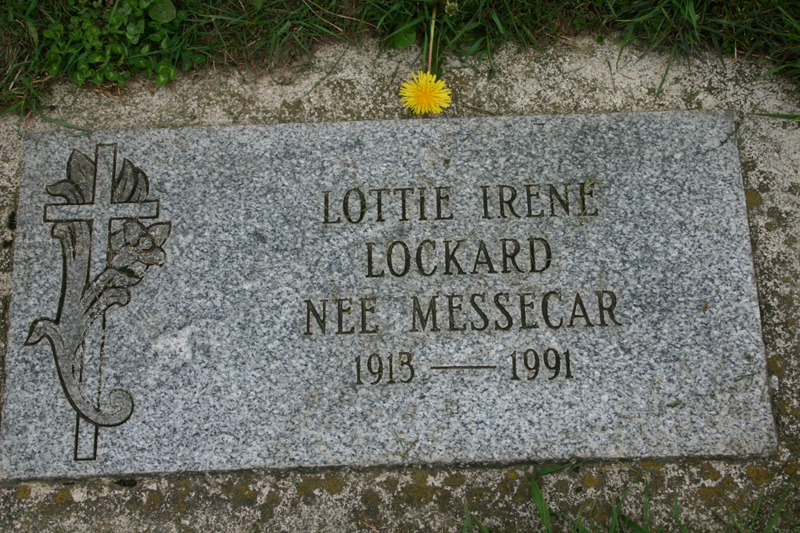 LOTTIE IRENE
LOCKARD
NEE MESSECAR
1913 — 1991